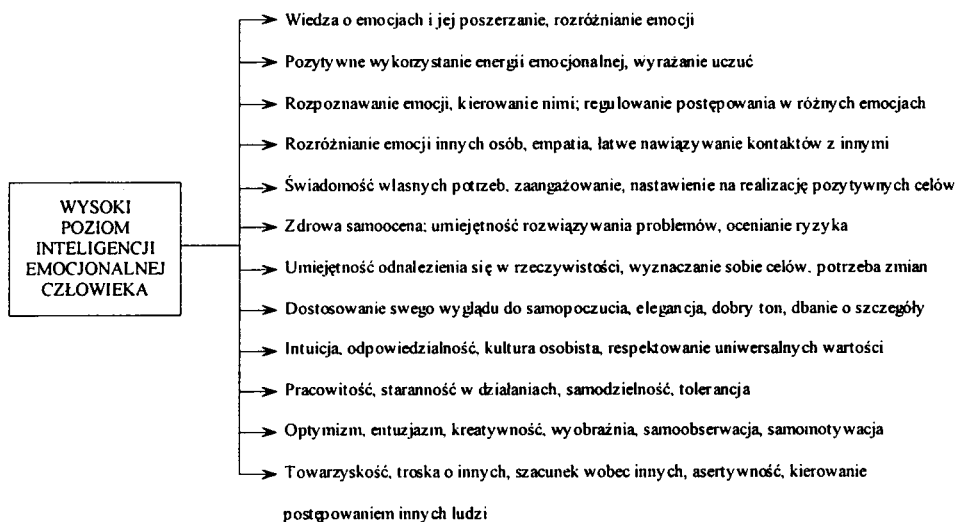 Wiedza o emocjach i jej poszerzanie, rozróżnianie emocji
Pozytywne wykorzystanie energii emocjonalnej, wyrażanie uczuć
Rozpoznawanie emocji, kierowanie nimi; regulowanie postępowania w różnych emocjach
Rozróżnianie emocji innych osób, empatia, łatwe nawiązywanie kontaktów z innymi
Świadomość własnych potrzeb, zaangażowanie, nastawienie na realizację pozytywnych celów
WYSOKI
POZIOM
INTELIGENCJI
EMOCJONALNEJ
CZŁOWIEKA
Zdrowa samoocena; umiejętność rozwiązywania problemów, ocenianie ryzyka
Umiejętność odnalezienia się w rzeczywistości, wyznaczanie sobie celów, potrzeba zmian
Dostosowanie swego wyglądu do samopoczucia, elegancja, dobry ton, dbanie o szczegóły
Intuicja, odpowiedzialność, kultura osobista, respektowanie uniwersalnych wartości
Pracowitość, staranność w działaniach, samodzielność, tolerancja
Optymizm, entuzjazm, kreatywność, wyobraźnia, samoobserwacja, samomotywacja
Towarzyskość, troska o innych, szacunek wobec innych, asertywność, kierowanie
postępowaniem innych ludzi